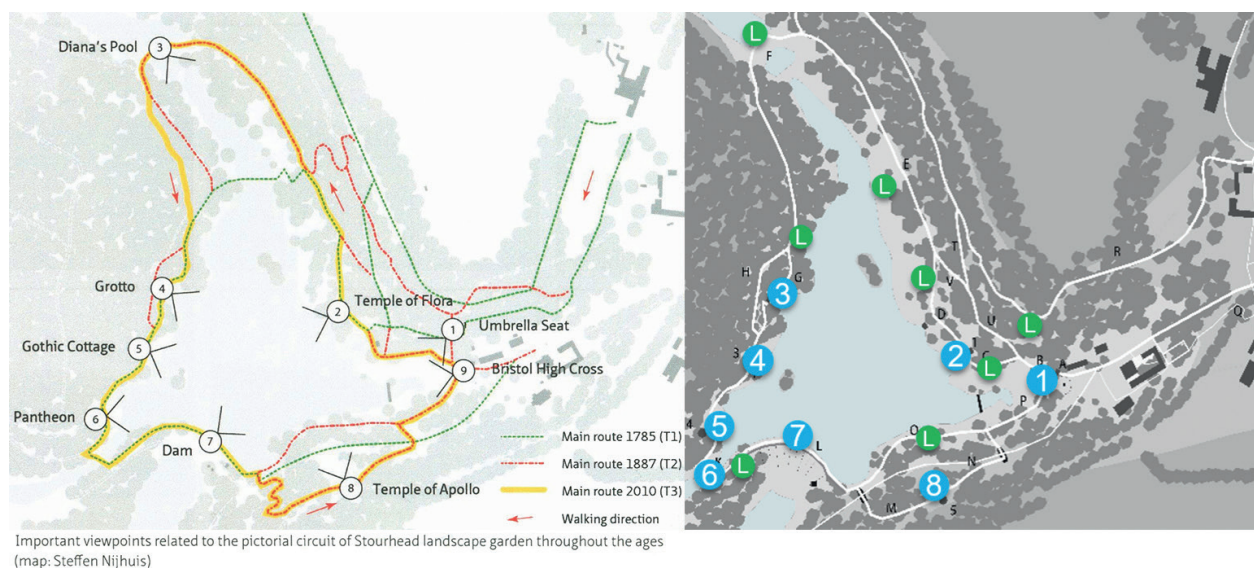 Diana's Pool
3
Temple of Flora
Grotto
4
2
1
Umbrella Seat
Gothic Cottage
5
9
Bristol High Cross
Pantheon
6
7
Dam
8
Temple of Apollo
Main route 1785 (T1)
Main route 1887 (T2)
Main route 2010 (T3)
Walking direction
Important viewpoints related to the pictorial circuit of Stourhead landscape garden throughout the ages
(map: Steffen Nijhuis)
L
F
E
L
L
T
R
H
G
3
L
V
D
U
L
Q
I
3
4
2
C
L
B
A
1
P
I
4
5
7
L
O
L
N
K
6
L
8
M
S